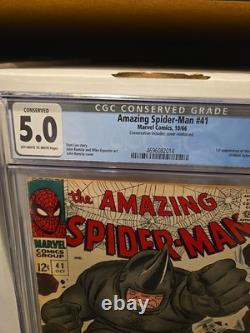 CGC CONSERVED GRADE
CONSERVED
5.0
OFF-WHITE TO WHITE Pages
Amazing Spider-Man #41
Marvel Comics, 10/66
Conservation includes: cover reinforced
4696082014
Stan Lee story
John Romita and Mike Esposito art
John Romita cover
1st appearance of the
the AMAZING
SPIDER-MAN
MARVEL
COMICS
GROUP
12¢
41
OCT